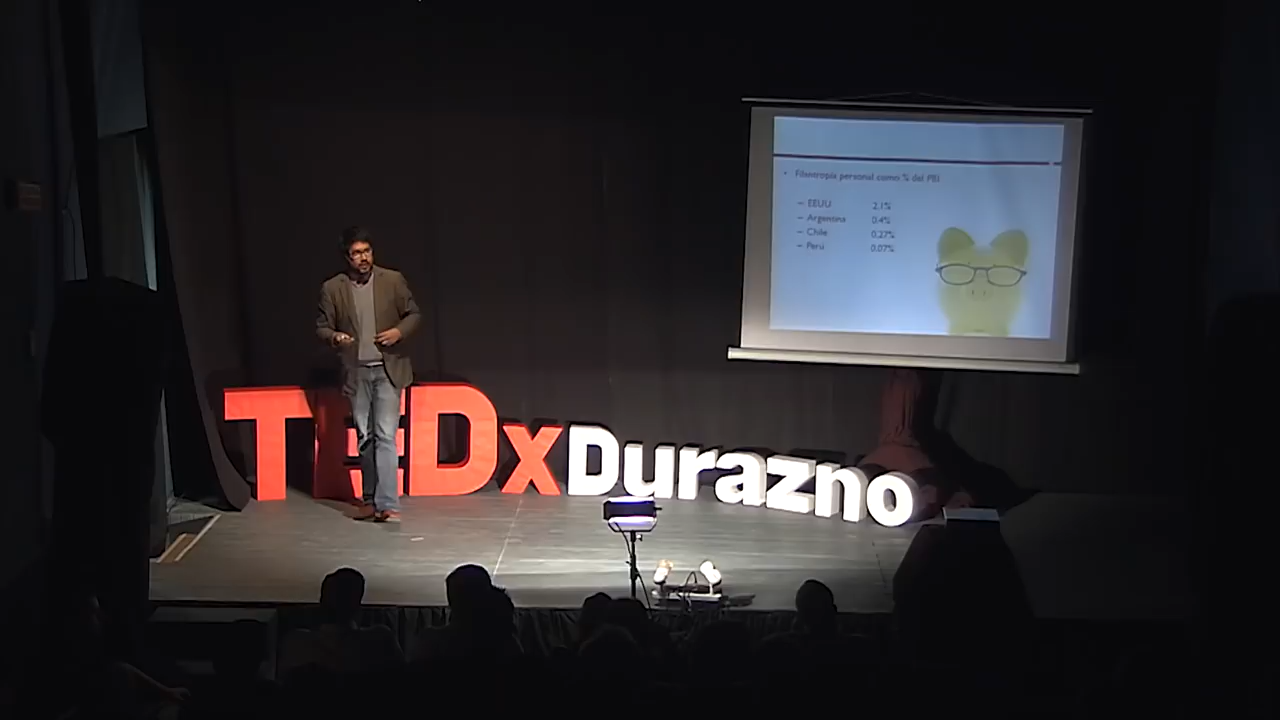 • Filantropía personal como % del PBI
– EEUU 2.1%
– Argentina 0.4%
– Chile 0.27%
– Perú 0.07%
TEDxDurazno